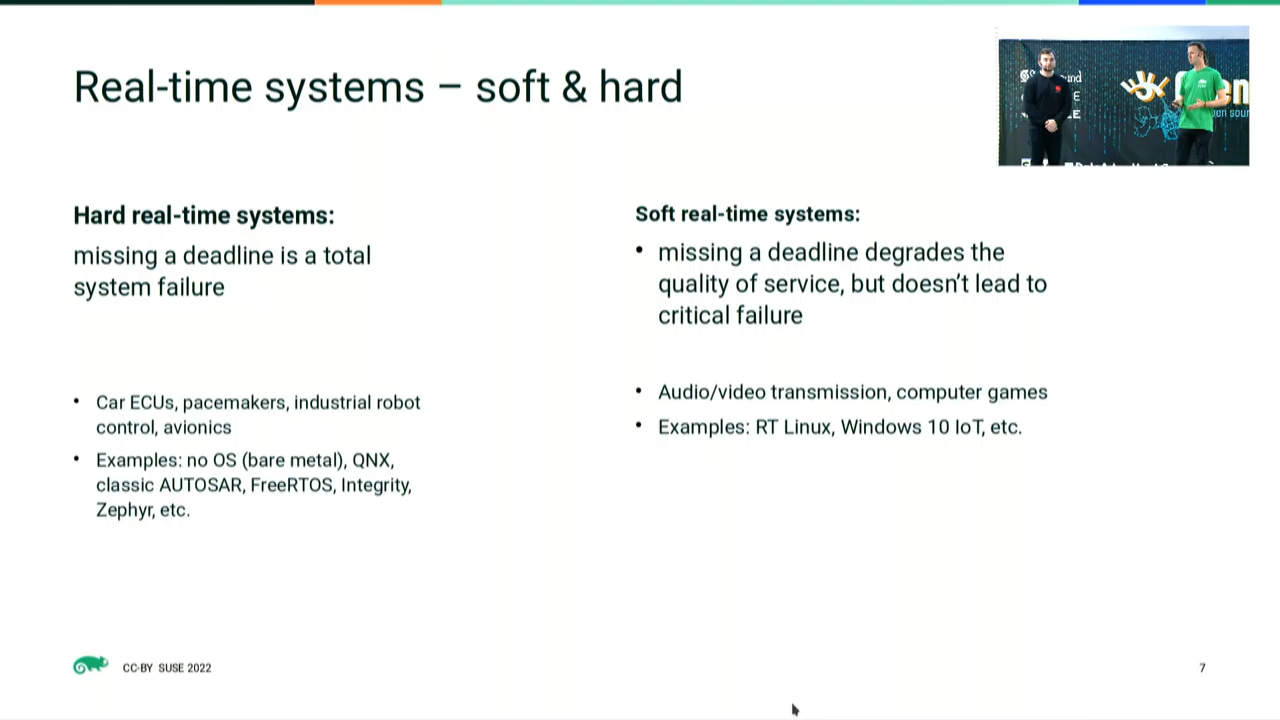 Real-time systems – soft & hard
Hard real-time systems:
missing a deadline is a total
system failure
• Car ECUs, pacemakers, industrial robot
control, avionics
• Examples: no OS (bare metal), QNX,
classic AUTOSAR, FreeRTOS, Integrity,
Zephyr, etc.
Soft real-time systems:
• missing a deadline degrades the
quality of service, but doesn’t lead to
critical failure
• Audio/video transmission, computer games
• Examples: RT Linux, Windows 10 IoT, etc.
CC-BY SUSE 2022
7